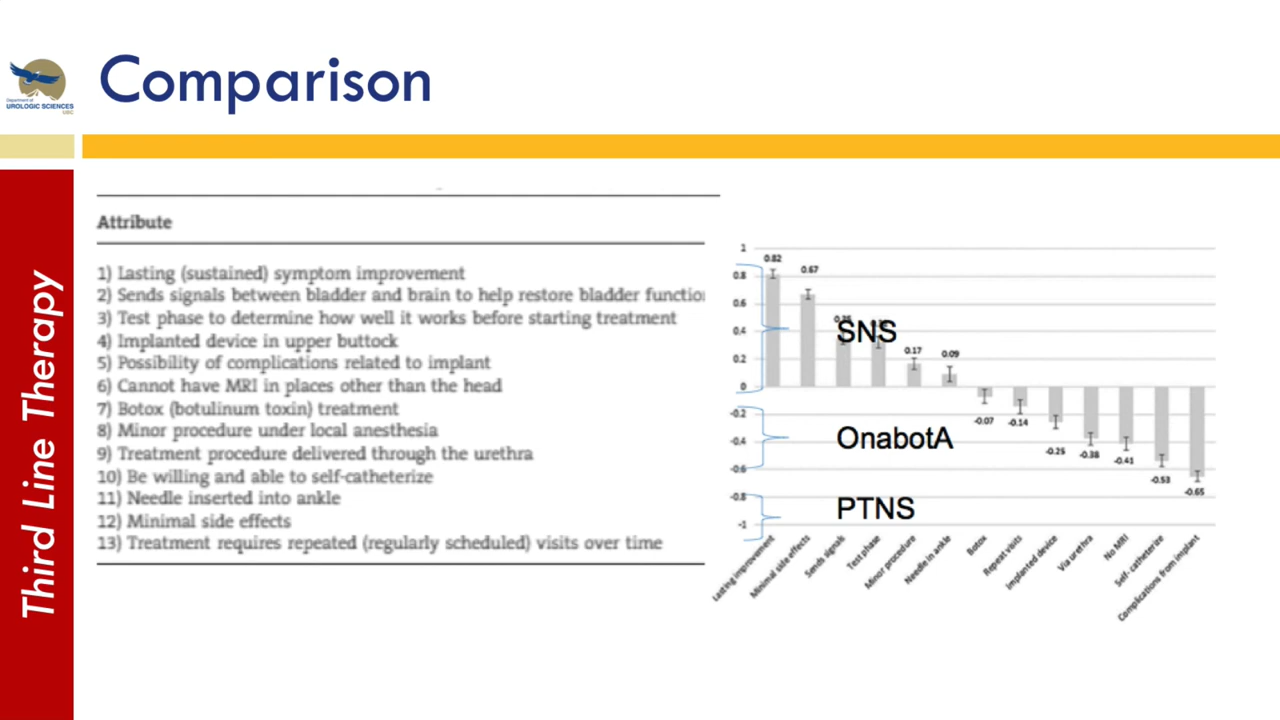 Comparison
Department of
UROLOGIC SCIENCES
UBC
Third Line Therapy
Attribute
1) Lasting (sustained) symptom improvement
2) Sends signals between bladder and brain to help restore bladder functio
3) Test phase to determine how well it works before starting treatment
4) Implanted device in upper buttock
5) Possibility of complications related to implant
6) Cannot have MRI in places other than the head
7) Botox (botulinum toxin) treatment
8) Minor procedure under local anesthesia
9) Treatment procedure delivered through the urethra
10) Be willing and able to self-catheterize
11) Needle inserted into ankle
12) Minimal side effects
13) Treatment requires repeated (regularly scheduled) visits over time
1
0.8
0.6
0.4
0.2
0
-0.2
-0.4
-0.6
-0.8
-1
0.82
0.67
0.17
0.09
-0.07
-0.14
-0.25
-0.38
-0.41
-0.53
-0.65
SNS
OnabotA
PTNS
Lasting improvement
Minimal side effects
Sends signals
Test phase
Minor procedure
Needle in ankle
Botox
Repeat visits
Implanted device
Via urethra
No MRI
Self- catheterize
Complications from implant